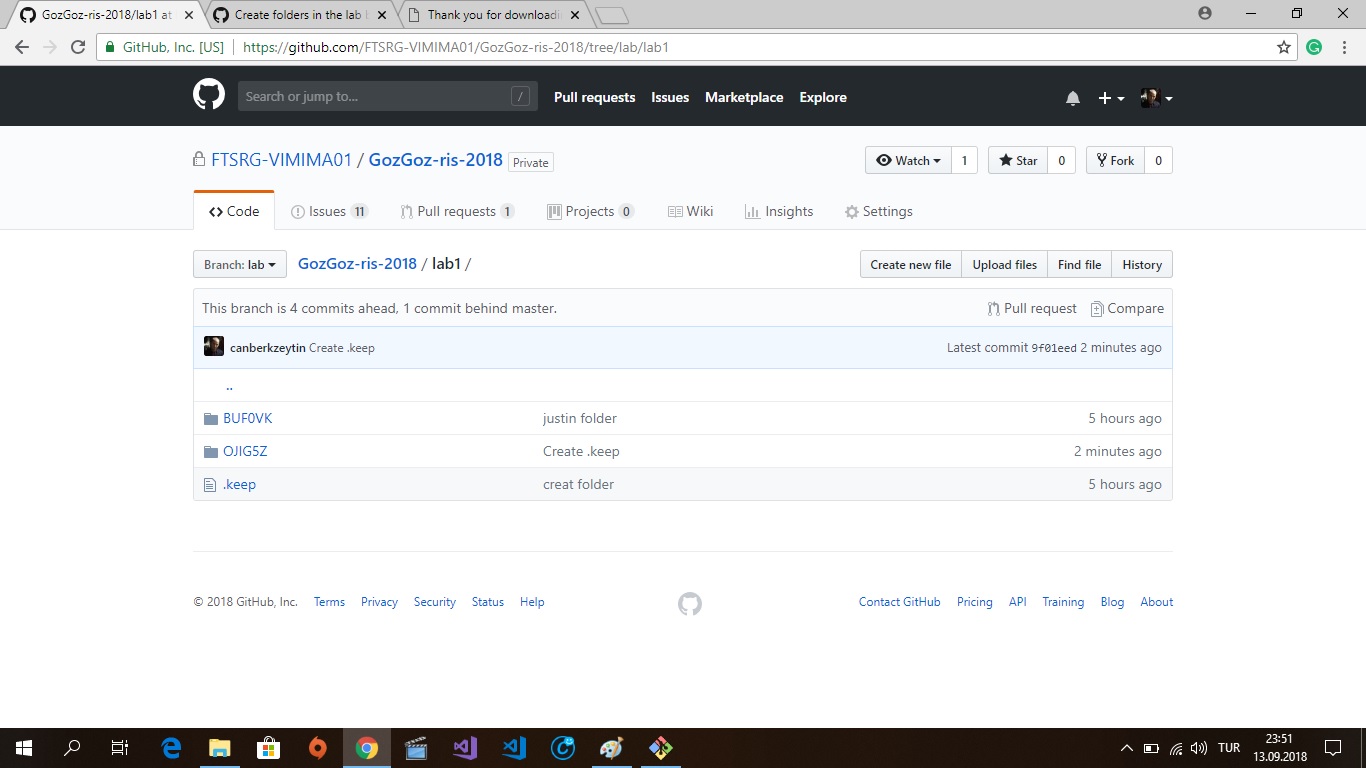 GozGoz-ris-2018/lab1 at
Create folders in the lab
Thank you for downloadi
GitHub, Inc. [US] https://github.com/FTSRG-VIMIMA01/GozGoz-ris-2018/tree/lab/lab1
Search or jump to... / Pull requests Issues Marketplace Explore
FTSRG-VIMIMA01 / GozGoz-ris-2018 Private Watch 1 Star 0 Fork 0
Code Issues 11 Pull requests 1 Projects 0 Wiki Insights Settings
Branch: lab GozGoz-ris-2018 / lab1 / Create new file Upload files Find file History
This branch is 4 commits ahead, 1 commit behind master. Pull request Compare
canberkzeytin Create .keep Latest commit 9f01eed 2 minutes ago
..
BUF0VK justin folder 5 hours ago
OJIG5Z Create .keep 2 minutes ago
.keep creat folder 5 hours ago
© 2018 GitHub, Inc. Terms Privacy Security Status Help Contact GitHub Pricing API Training Blog About
TUR 23:51
13.09.2018